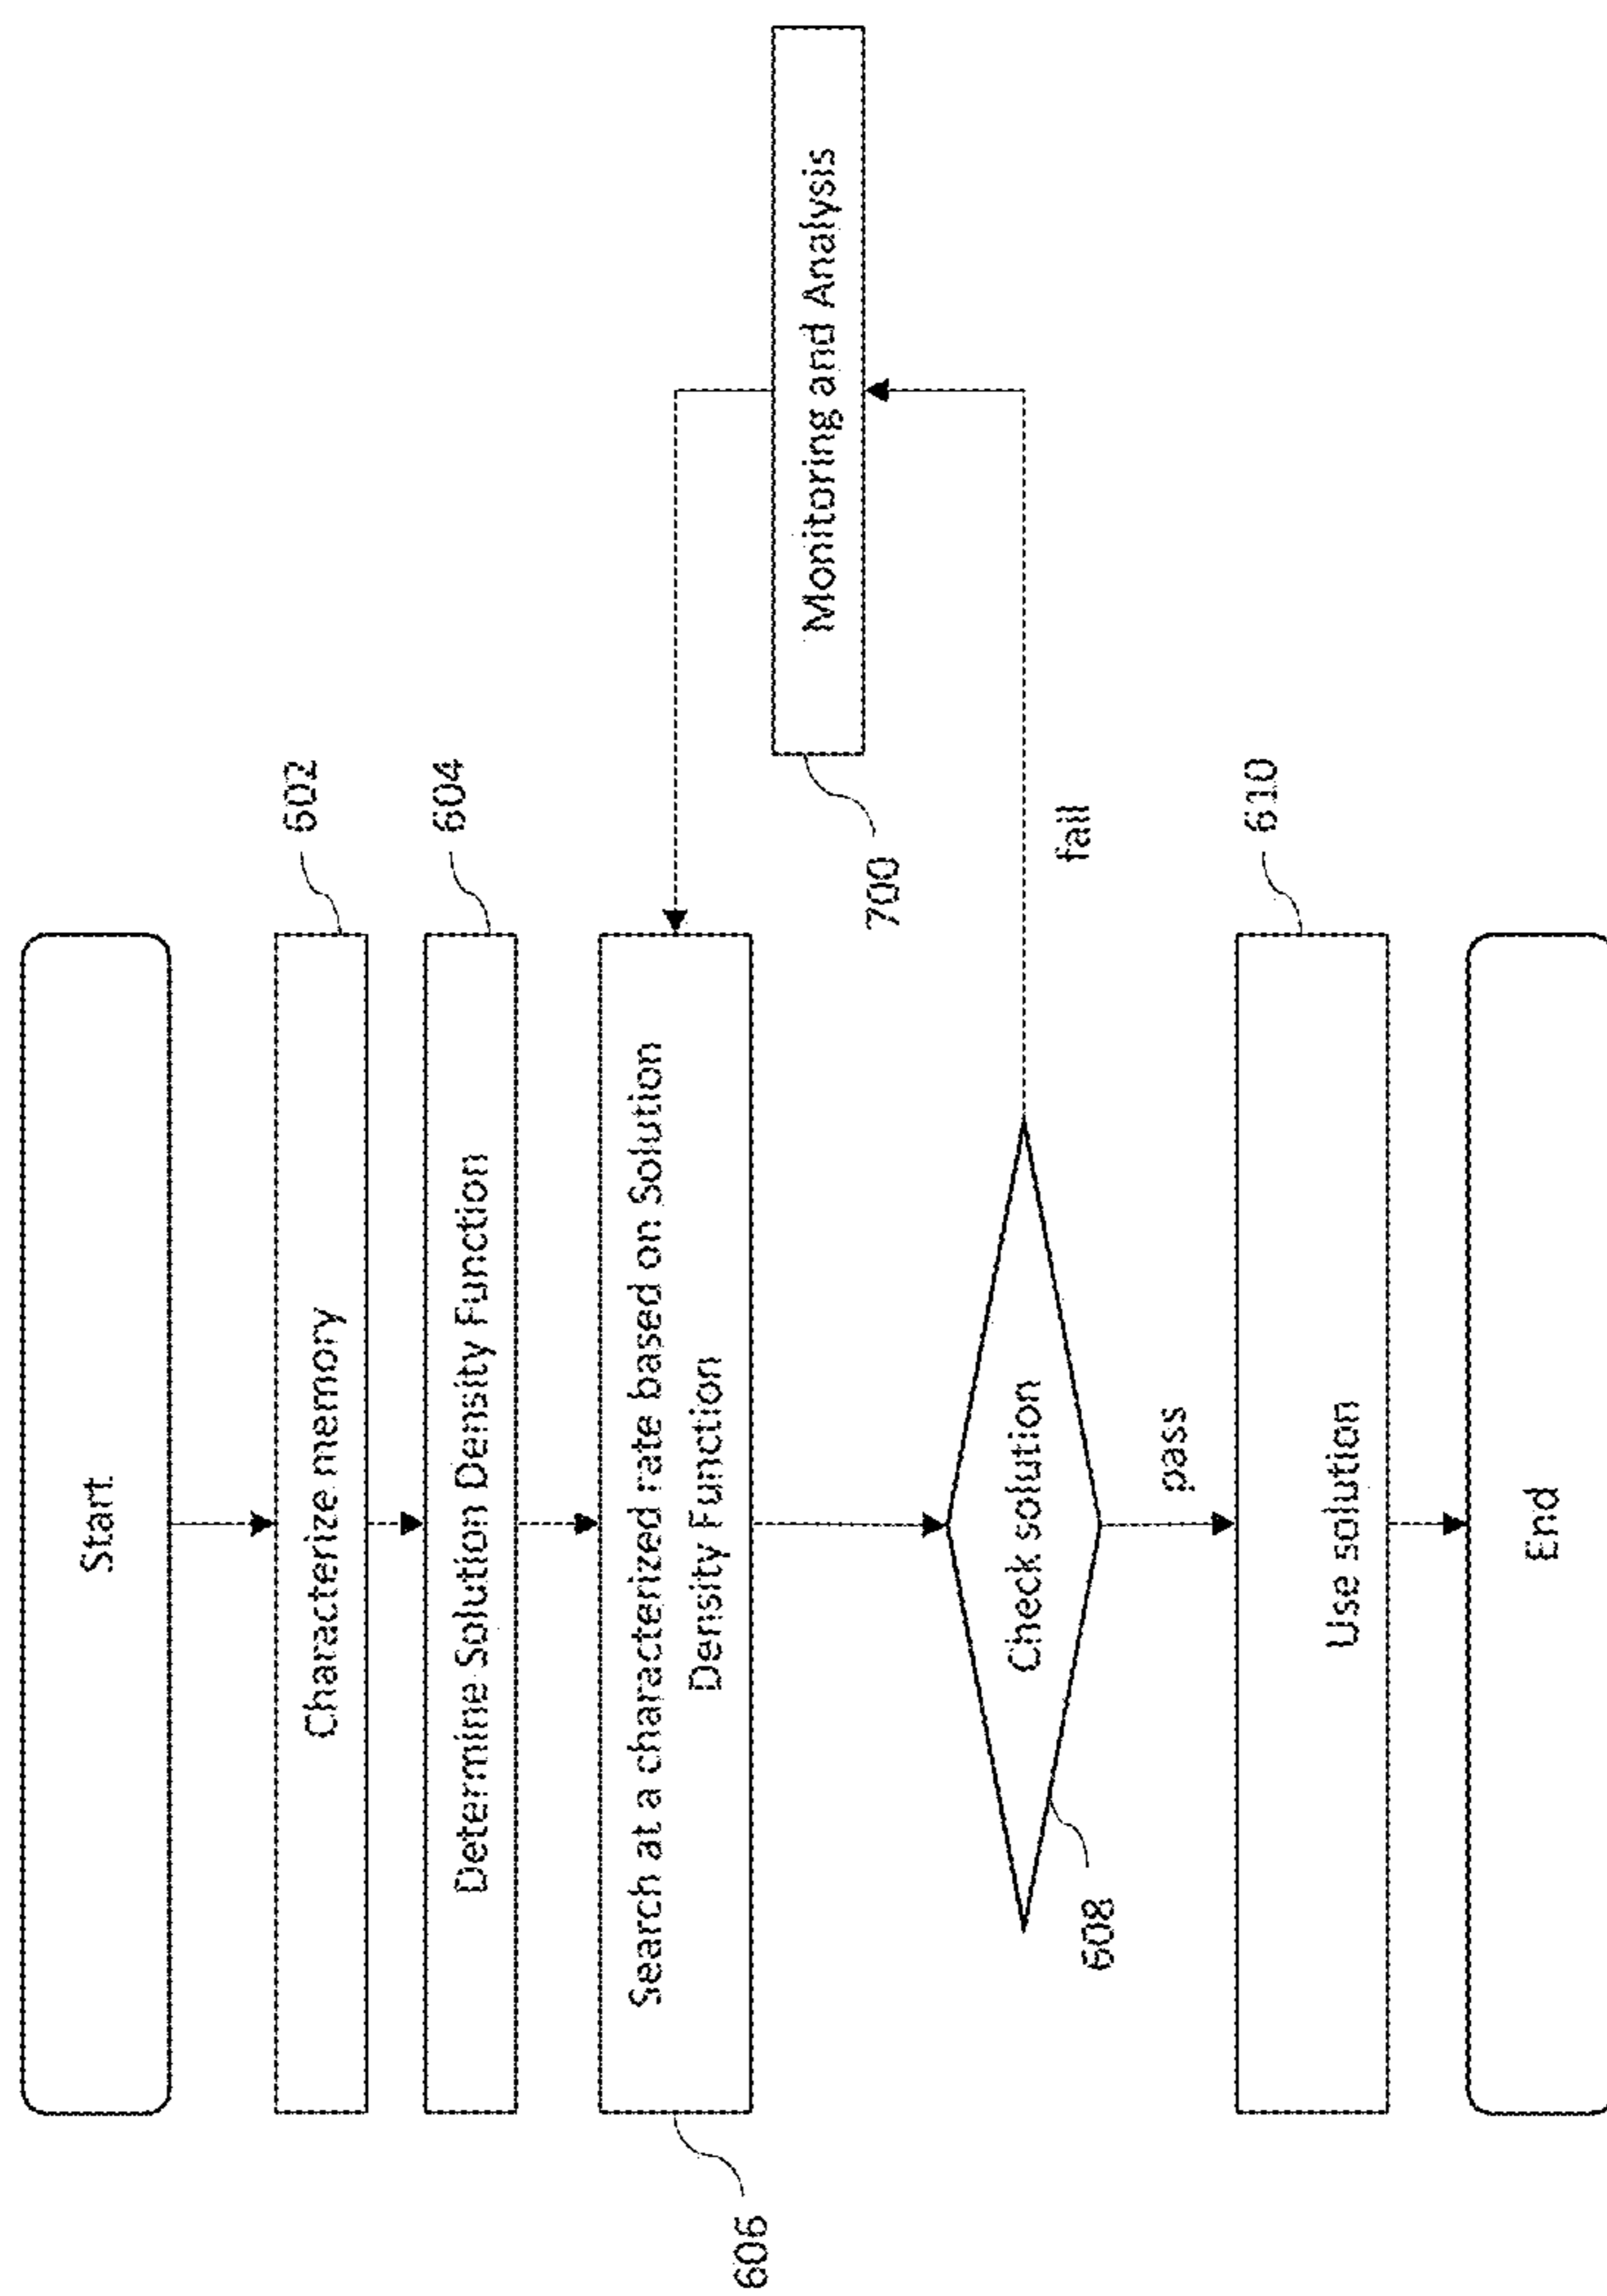 Start
Characterize memory
602
Determine Solution Density Function
604
Search at a characterized rate based on Solution
Density Function
606
Monitoring and Analysis
700
Check solution
608
fail
pass
Use solution
610
End